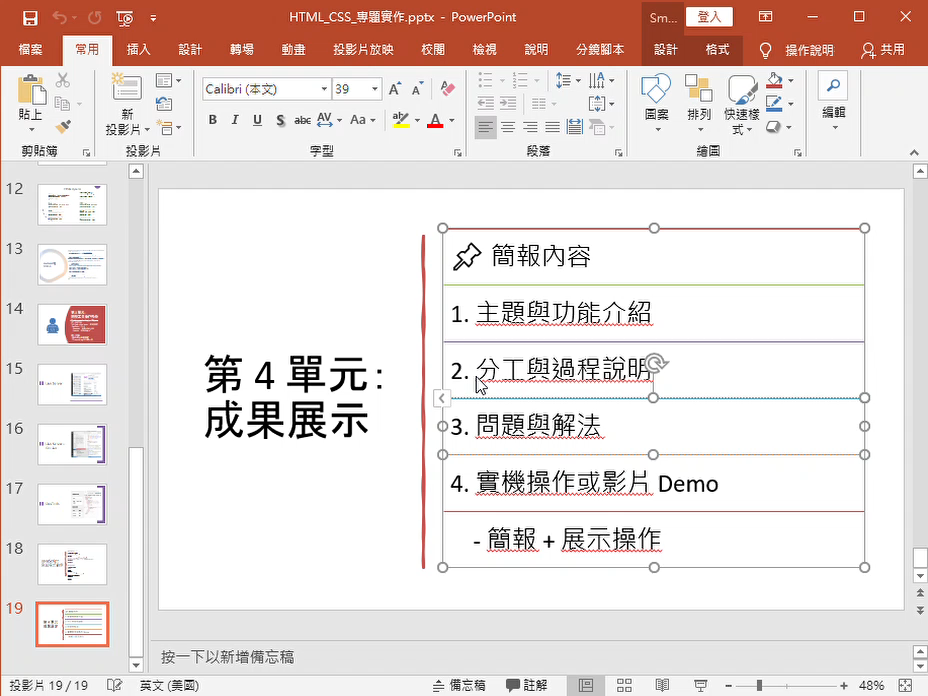 HTML_CSS_專題實作.pptx - PowerPoint
Sm...
登入
檔案 常用 插入 設計 轉場 動畫 投影片放映 校閱 檢視 說明 分鏡腳本 設計 格式 操作說明 共用
Calibri (本文) 39
貼上
新
投影片
B I U S abc AV Aa A
圖案 排列 快速樣
式
編輯
剪貼簿 投影片 字型 段落 繪圖
12
13
14
15
16
17
18
19
第 4 單元:
成果展示
簡報內容
1. 主題與功能介紹
2. 分工與過程說明
3. 問題與解法
4. 實機操作或影片 Demo
- 簡報 + 展示操作
按一下以新增備忘稿
投影片 19 / 19 英文 (美國) 備忘稿 註解 48%